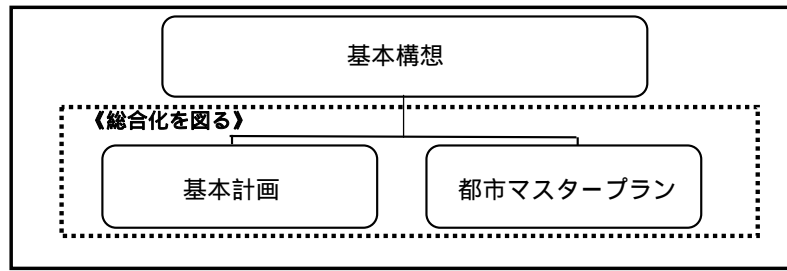 基本構想
《総合化を図る》
基本計画
都市マスタープラン